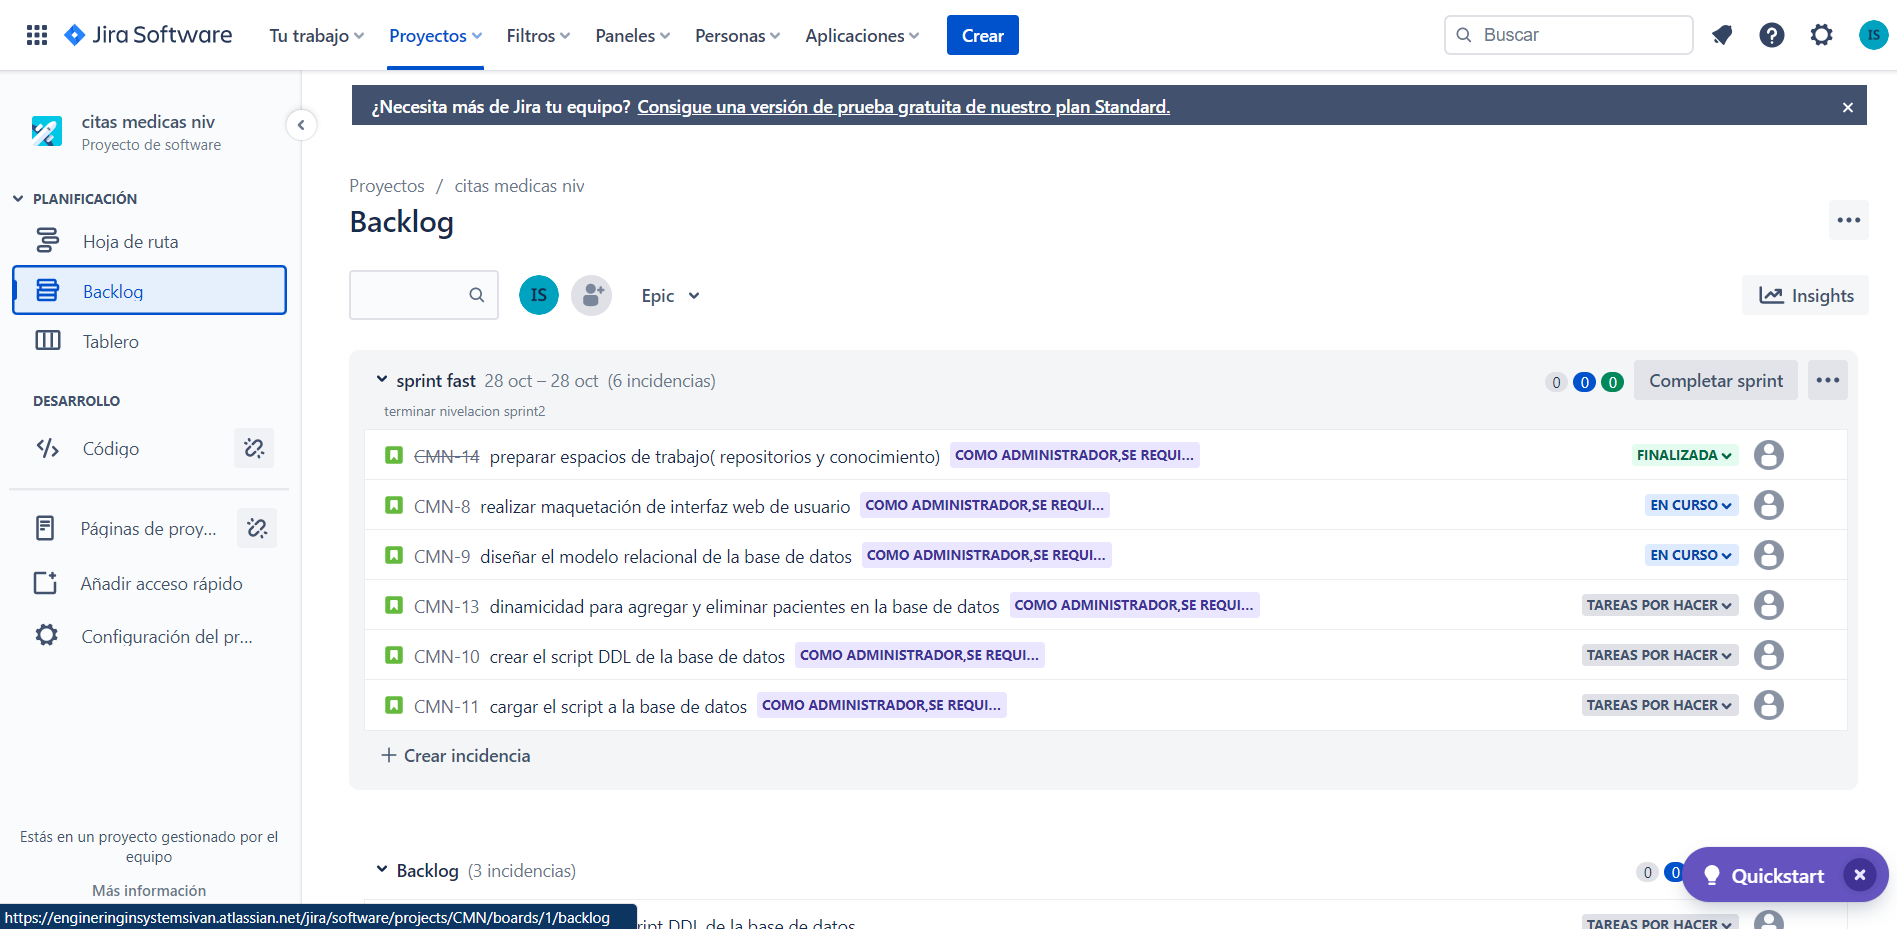 Jira Software Tu trabajo Proyectos Filtros Paneles Personas Aplicaciones Crear Buscar IS
citas medicas niv
Proyecto de software
PLANIFICACIÓN
Hoja de ruta
Backlog
Tablero
DESARROLLO
Código
Páginas de proy...
Añadir acceso rápido
Configuración del pr...
Estás en un proyecto gestionado por el
equipo
Más información
¿Necesita más de Jira tu equipo? Consigue una versión de prueba gratuita de nuestro plan Standard.
Proyectos / citas medicas niv
Backlog
IS Epic Insights
sprint fast 28 oct – 28 oct (6 incidencias) 0 0 0 Completar sprint
terminar nivelacion sprint2
CMN-14 preparar espacios de trabajo( repositorios y conocimiento) COMO ADMINISTRADOR,SE REQUI... FINALIZADA
CMN-8 realizar maquetación de interfaz web de usuario COMO ADMINISTRADOR,SE REQUI... EN CURSO
CMN-9 diseñar el modelo relacional de la base de datos COMO ADMINISTRADOR,SE REQUI... EN CURSO
CMN-13 dinamicidad para agregar y eliminar pacientes en la base de datos COMO ADMINISTRADOR,SE REQUI... TAREAS POR HACER
CMN-10 crear el script DDL de la base de datos COMO ADMINISTRADOR,SE REQUI... TAREAS POR HACER
CMN-11 cargar el script a la base de datos COMO ADMINISTRADOR,SE REQUI... TAREAS POR HACER
Crear incidencia
Backlog (3 incidencias) 0 0
Quickstart
ript DDL de la base de datos TAREAS POR HACER
https://engineringinsystemsivan.atlassian.net/jira/software/projects/CMN/boards/1/backlog